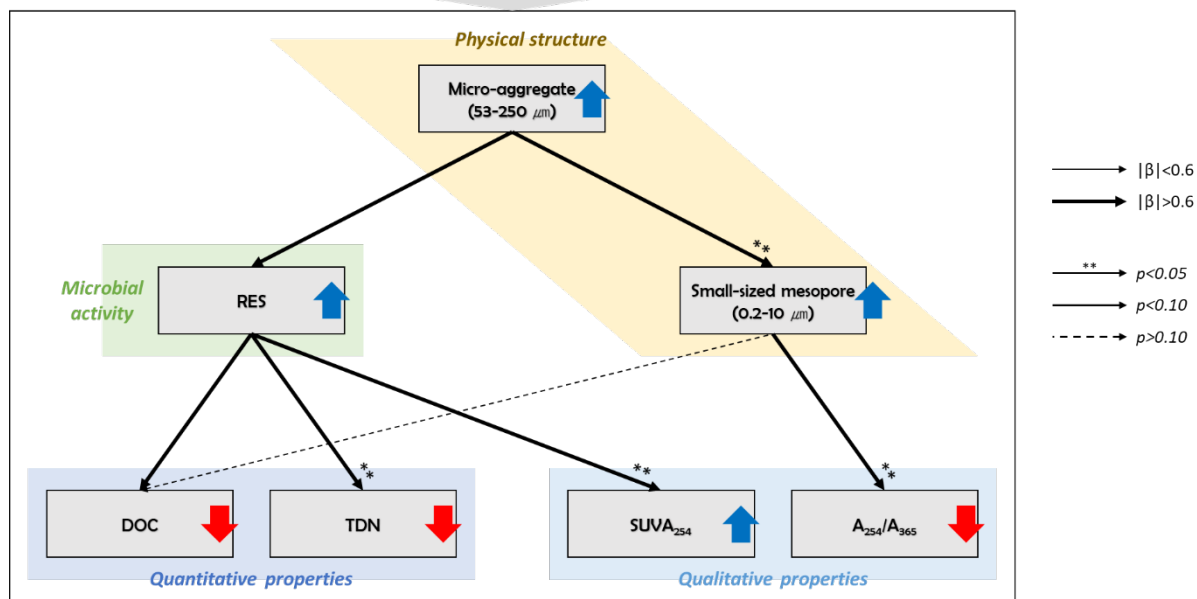 Physical structure
Micro-aggregate
(53-250 ㎛)
|β|<0.6
|β|>0.6
**
p<0.05
p<0.10
p>0.10
**
Microbial
activity
RES
Small-sized mesopore
(0.2-10 ㎛)
**
**
**
DOC
TDN
SUVA₂₅₄
A₂₅₄/A₃₆₅
Quantitative properties
Qualitative properties